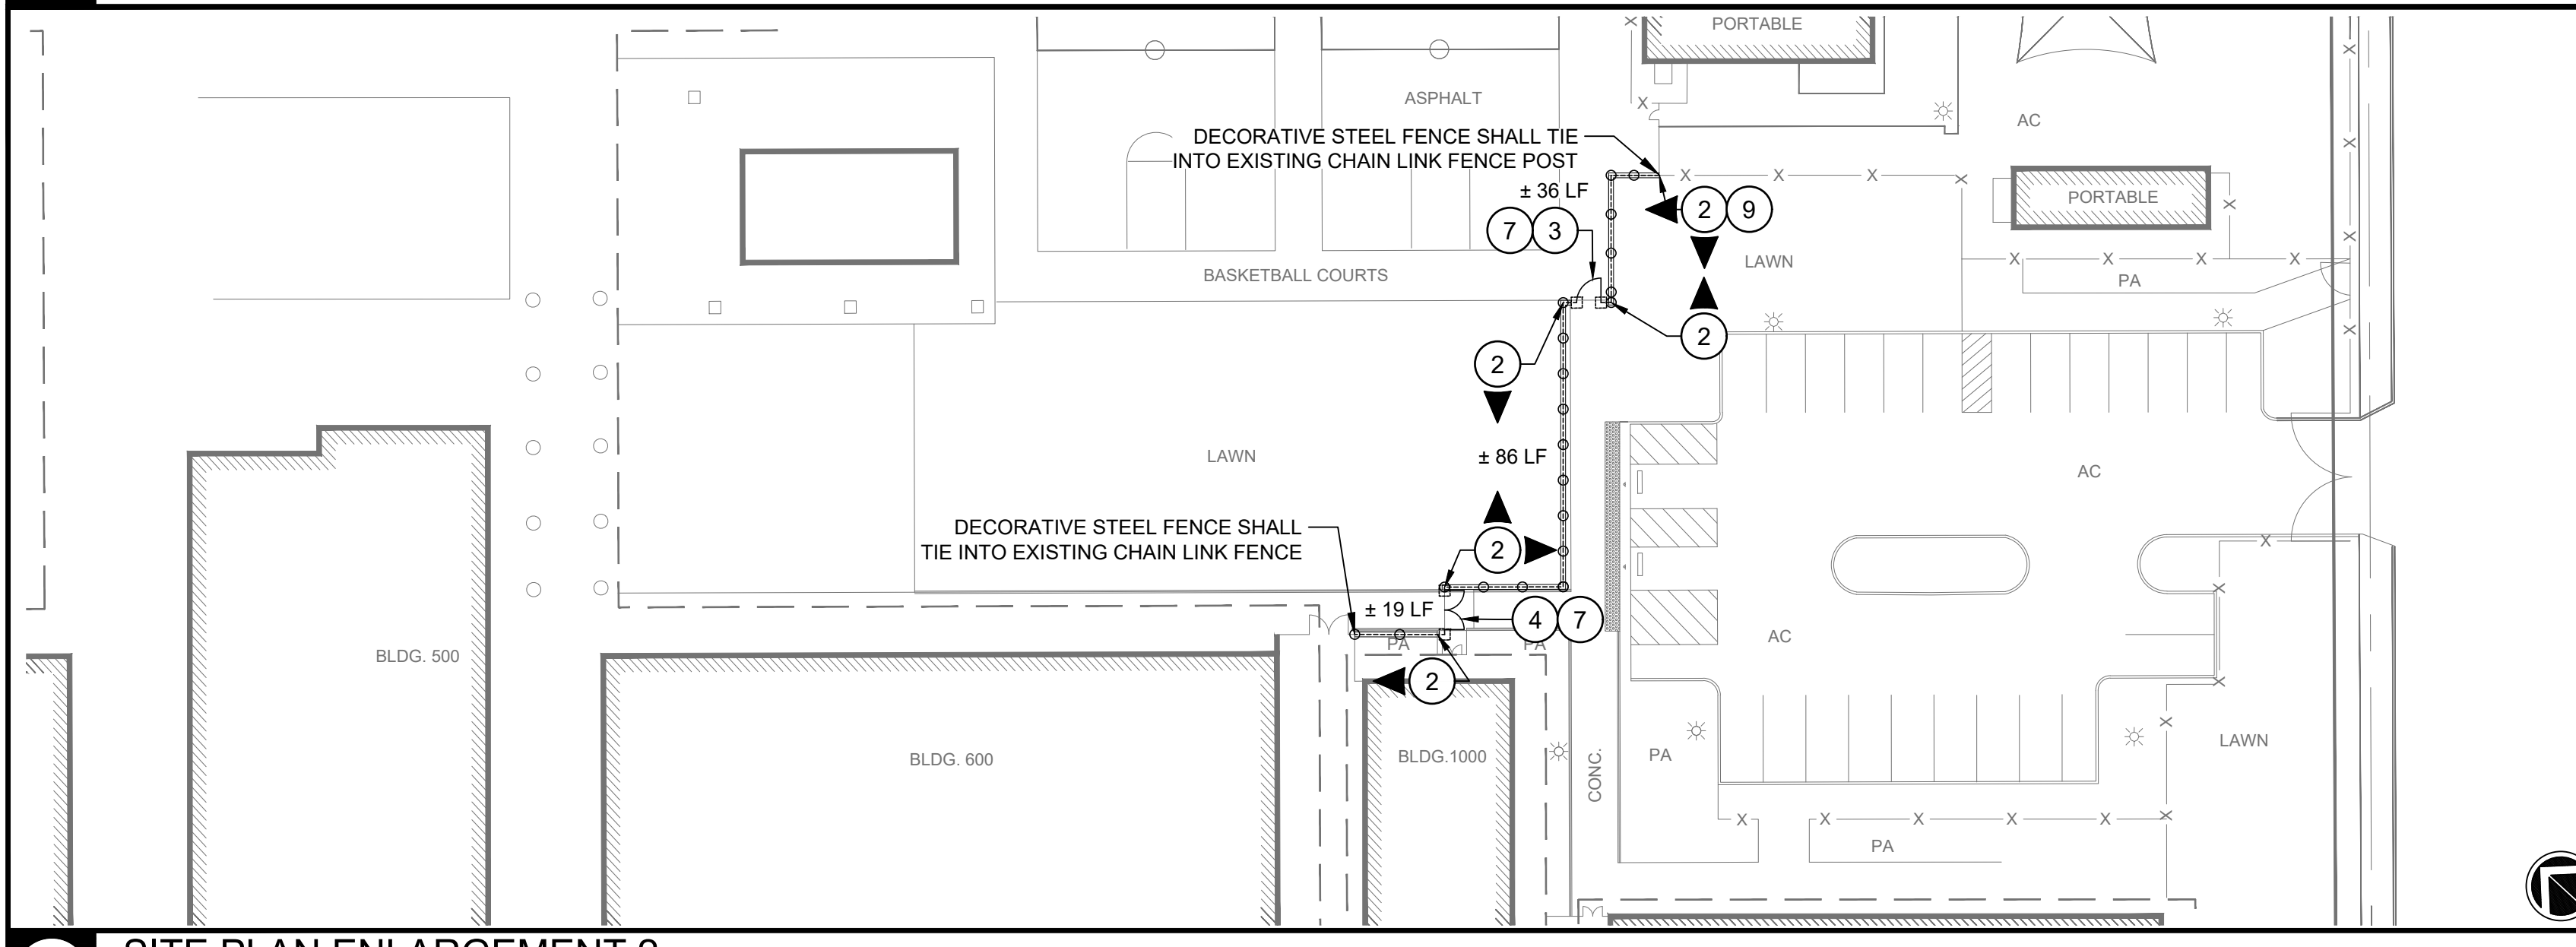 PORTABLE
ASPHALT
AC
DECORATIVE STEEL FENCE SHALL TIE
INTO EXISTING CHAIN LINK FENCE POST
X X X X
± 36 LF
PORTABLE
2 9
7 3
LAWN
BASKETBALL COURTS
X X X X
PA
2
2
LAWN
± 86 LF
AC
DECORATIVE STEEL FENCE SHALL
TIE INTO EXISTING CHAIN LINK FENCE
2
± 19 LF
4 7
PA
PA
AC
BLDG. 500
2
BLDG. 600
BLDG.1000
CONC.
PA
LAWN
X X X X X
PA